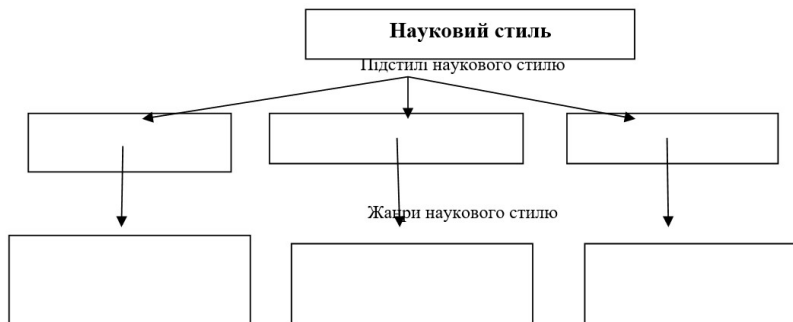 Науковий стиль
Підстилі наукового стилю
Жанри наукового стилю